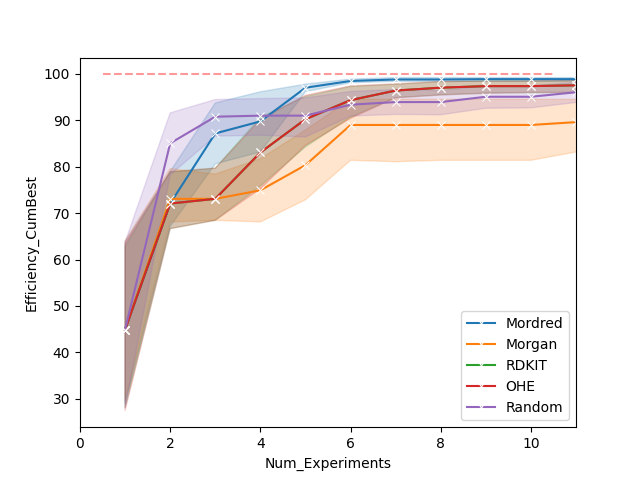 100
90
80
70
60
50
40
30
Efficiency_CumBest
0
2
4
6
8
10
Num_Experiments
Mordred
Morgan
RDKIT
OHE
Random